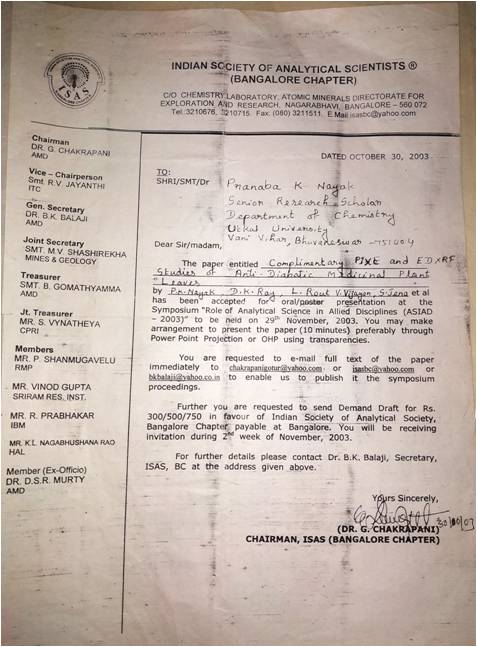 INDIAN SOCIETY OF ANALYTICAL SCIENTISTS ®
(BANGALORE CHAPTER)
ISAS
C/O CHEMISTRY LABORATORY, ATOMIC MINERALS DIRECTORATE FOR
EXPLORATION AND RESEARCH, NAGARABHAVI, BANGALORE – 560 072
Tel.:3210676, 3210715. Fax: (080) 3211511. E.Mail isasbc@yahoo.com
Chairman
DR. G. CHAKRAPANI
AMD
Vice – Chairperson
Smt. R.V. JAYANTHI
ITC
Gen. Secretary
DR. B.K. BALAJI
AMD
Joint Secretary
SMT. M.V. SHASHIREKHA
MINES & GEOLOGY
Treasurer
SMT. B. GOMATHYAMMA
AMD
Jt. Treasurer
MR. S. VYNATHEYA
CPRI
Members
MR. P. SHANMUGAVELU
RMP
MR. VINOD GUPTA
SRIRAM RES. INST.
MR. R. PRABHAKAR
IBM
MR. K.L. NAGABHUSHANA RAO
HAL
Member (Ex-Officio)
DR. D.S.R. MURTY
AMD
DATED OCTOBER 30, 2003
TO:
SHRI/SMT/Dr Pranaba K Nayak
Senior Research Scholar
Department of Chemistry
Utkal University
Vani Vihar, Bhuveneswar - 751004
Dear Sir/madam,
The paper entitled Complimentary PIXE and EDXRF
Studies of "Anti-Diabatic Medicinal Plant
Leaves
by P.K. Nayak, D.K. Ray, L. Rout V. Vijayan, S. Jena et al
has been accepted for oral/poster presentation at the
Symposium "Role of Analytical Science in Allied Disciplines (ASIAD
– 2003)" to be held on 29th November, 2003. You may make
arrangement to present the paper (10 minutes) preferably through
Power Point Projection or OHP using transparencies.
You are requested to e-mail full text of the paper
immediately to chakrapanigotur@yahoo.com or isasbc@yahoo.com or
bkbalaji@yahoo.co.in to enable us to publish it the symposium
proceedings.
Further you are requested to send Demand Draft for Rs.
300/500/750 in favour of Indian Society of Analytical Society,
Bangalore Chapter payable at Bangalore. You will be receiving
invitation during 2nd week of November, 2003.
For further details please contact Dr. B.K. Balaji, Secretary,
ISAS, BC at the address given above.
Yours Sincerely,
30/10/03
(DR. G. CHAKRAPANI)
CHAIRMAN, ISAS (BANGALORE CHAPTER)